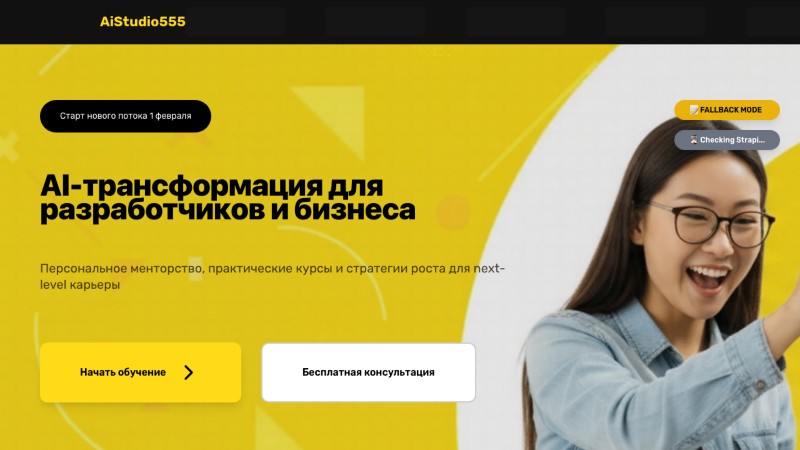 AiStudio555
Старт нового потока 1 февраля
📝 FALLBACK MODE
⏳ Checking Strapi...
AI-трансформация для
разработчиков и бизнеса
Персональное менторство, практические курсы и стратегии роста для next-
level карьеры
Начать обучение
Бесплатная консультация